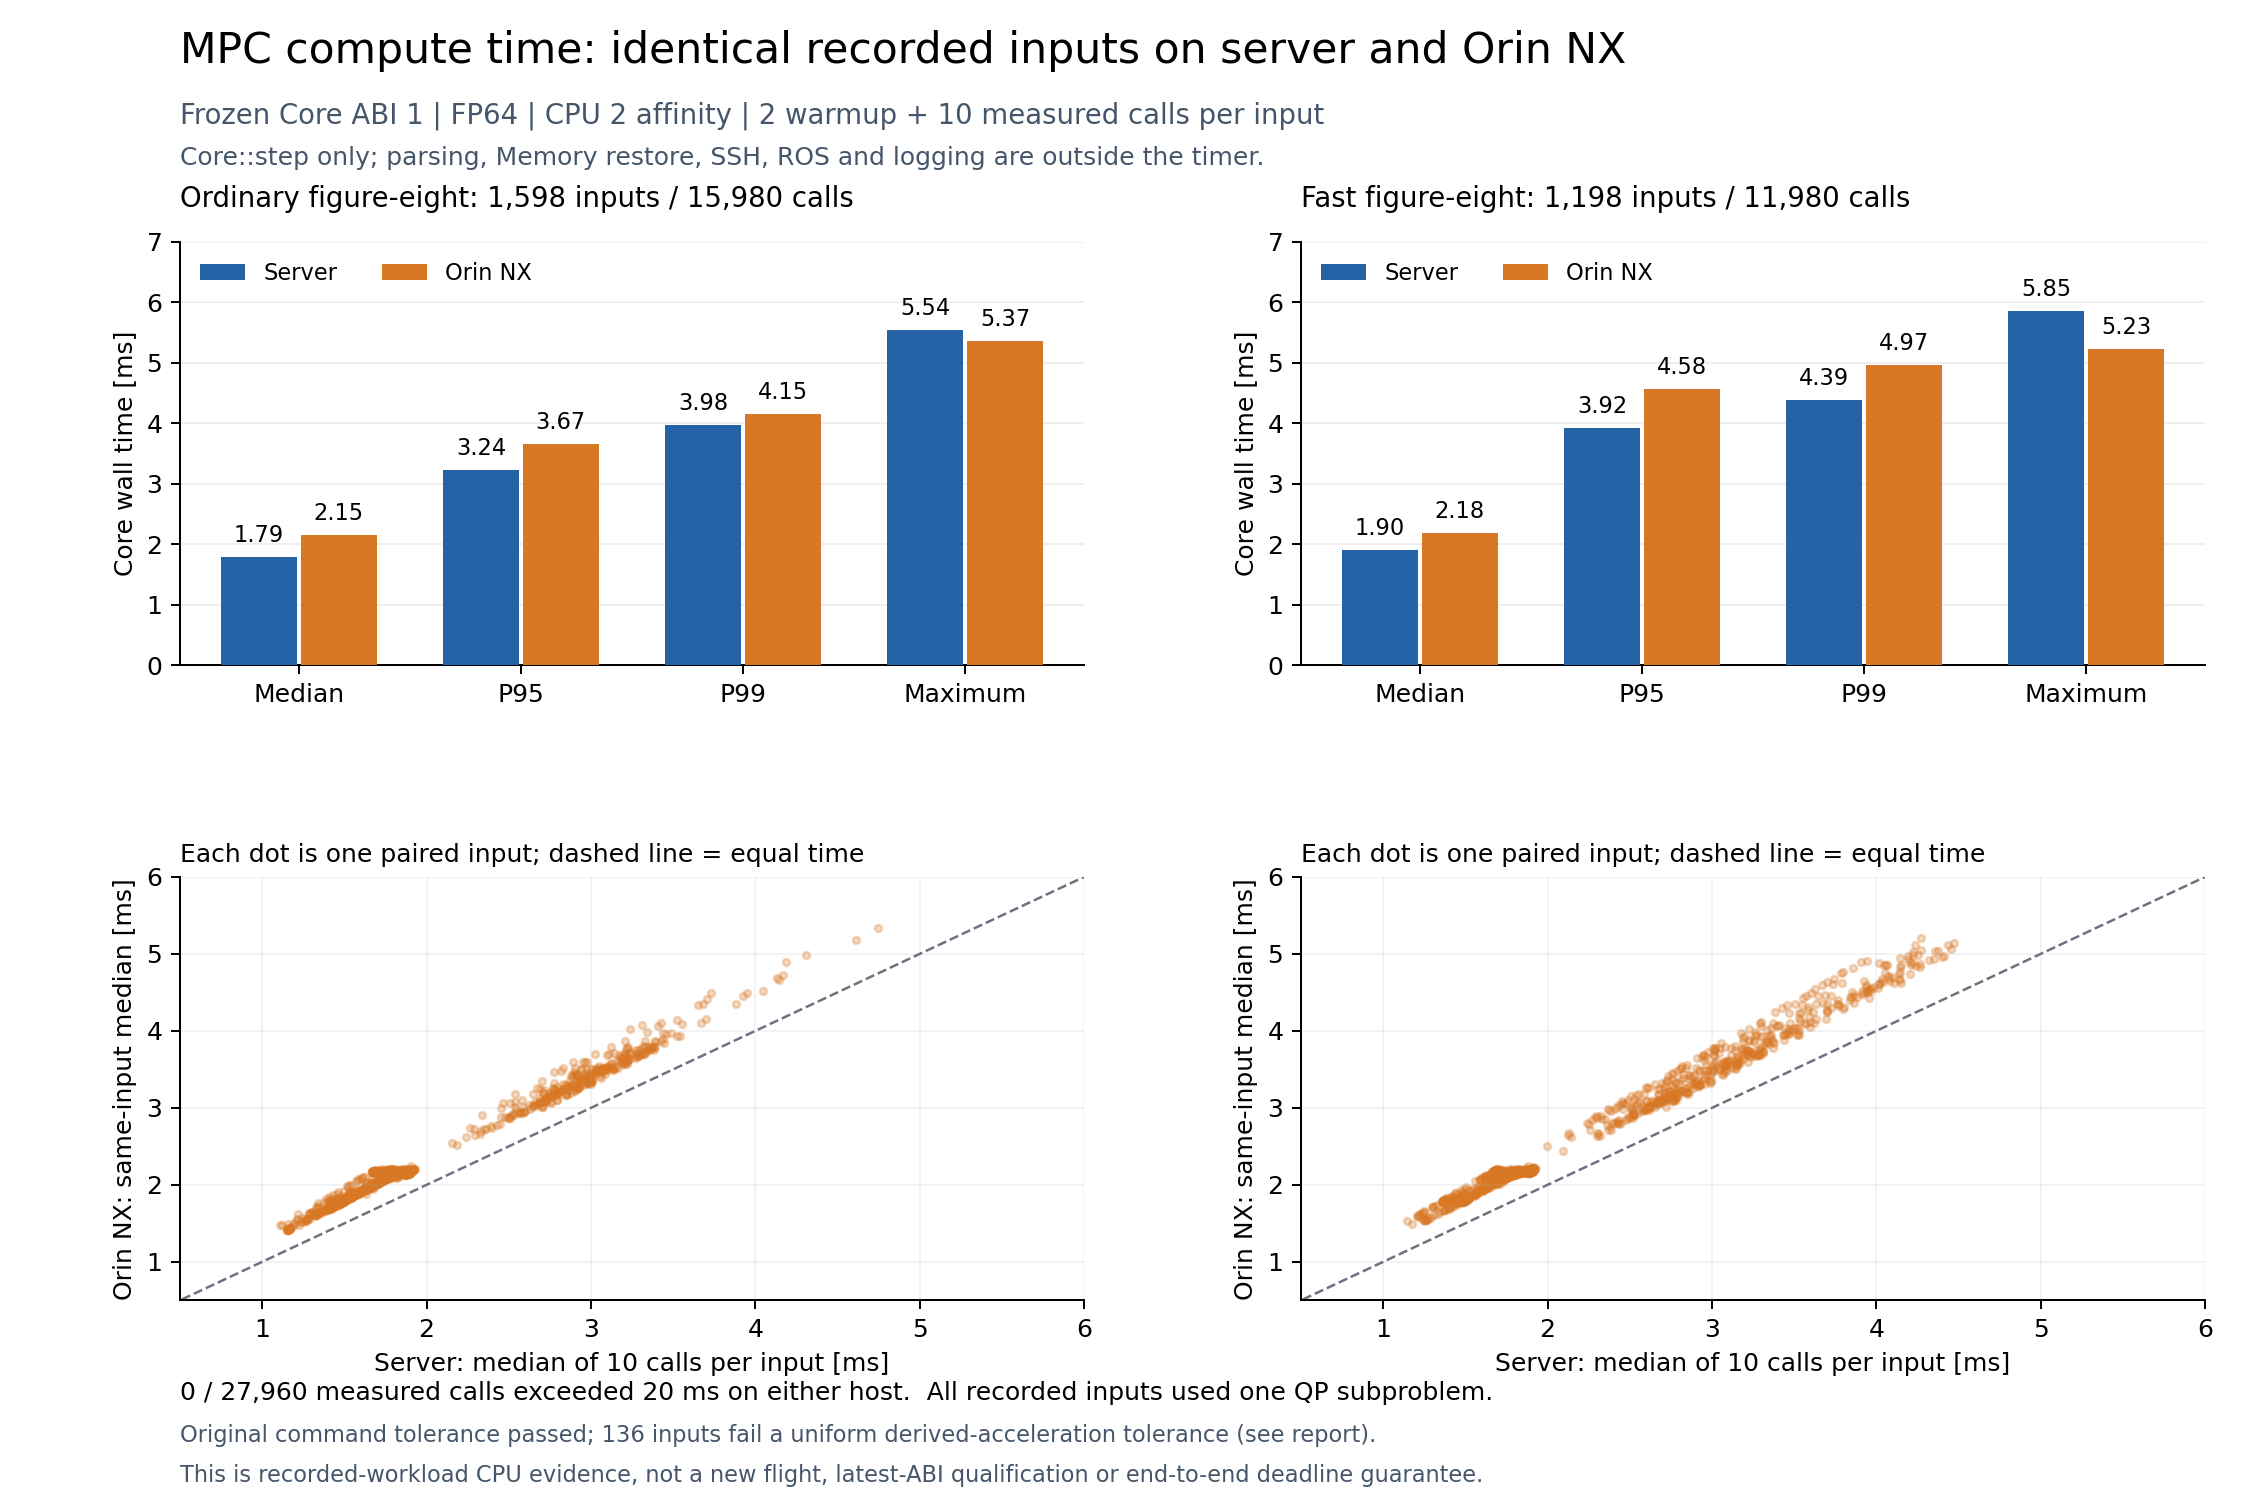 MPC compute time: identical recorded inputs on server and Orin NX
Frozen Core ABI 1 | FP64 | CPU 2 affinity | 2 warmup + 10 measured calls per input
Core::step only; parsing, Memory restore, SSH, ROS and logging are outside the timer.
Ordinary figure-eight: 1,598 inputs / 15,980 calls
Core wall time [ms]
7
6
5
4
3
2
1
0
Server
Orin NX
1.79
2.15
3.24
3.67
3.98
4.15
5.54
5.37
Median
P95
P99
Maximum
Fast figure-eight: 1,198 inputs / 11,980 calls
Core wall time [ms]
7
6
5
4
3
2
1
0
Server
Orin NX
1.90
2.18
3.92
4.58
4.39
4.97
5.85
5.23
Median
P95
P99
Maximum
Each dot is one paired input; dashed line = equal time
Orin NX: same-input median [ms]
6
5
4
3
2
1
1
2
3
4
5
6
Server: median of 10 calls per input [ms]
Each dot is one paired input; dashed line = equal time
Orin NX: same-input median [ms]
6
5
4
3
2
1
1
2
3
4
5
6
Server: median of 10 calls per input [ms]
0 / 27,960 measured calls exceeded 20 ms on either host.  All recorded inputs used one QP subproblem.
Original command tolerance passed; 136 inputs fail a uniform derived-acceleration tolerance (see report).
This is recorded-workload CPU evidence, not a new flight, latest-ABI qualification or end-to-end deadline guarantee.